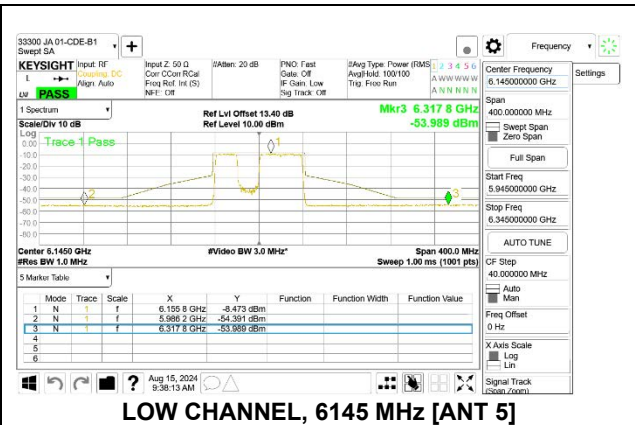 33300 JA 01-CDE-B1
Swept SA
Frequency
KEYSIGHT
Input: RF
Coupling: DC
Align: Auto
Input Z: 50 Ω
Corr CCorr RCal
Freq Ref: Int (S)
NFE: Off
#Atten: 20 dB
PNO: Fast
Gate: Off
IF Gain: Low
Sig Track: Off
#Avg Type: Power (RMS)
Avg|Hold: 100/100
Trig: Free Run
1 2 3 4 5 6
A W W W W W
A N N N N N
L
PASS
1 Spectrum
Scale/Div 10 dB
Ref Lvl Offset 13.40 dB
Ref Level 10.00 dBm
Mkr3 6.317 8 GHz
-53.989 dBm
Log
Trace 1 Pass
0.00
-10.0
-20.0
-30.0
-40.0
-50.0
-60.0
-70.0
-80.0
1
2
3
Center 6.1450 GHz
#Res BW 1.0 MHz
#Video BW 3.0 MHz*
Span 400.0 MHz
Sweep 1.00 ms (1001 pts)
5 Marker Table
Mode Trace Scale X Y Function Function Width Function Value
1 N 1 f 6.155 8 GHz -8.473 dBm
2 N 1 f 5.986 2 GHz -54.391 dBm
3 N 1 f 6.317 8 GHz -53.989 dBm
4
5
6
Aug 15, 2024
9:38:13 AM
?
Center Frequency
6.145000000 GHz
Settings
Span
400.000000 MHz
Swept Span
Zero Span
Full Span
Start Freq
5.945000000 GHz
Stop Freq
6.345000000 GHz
AUTO TUNE
CF Step
40.000000 MHz
Auto
Man
Freq Offset
0 Hz
X Axis Scale
Log
Lin
Signal Track
(Span Zoom)
LOW CHANNEL, 6145 MHz [ANT 5]